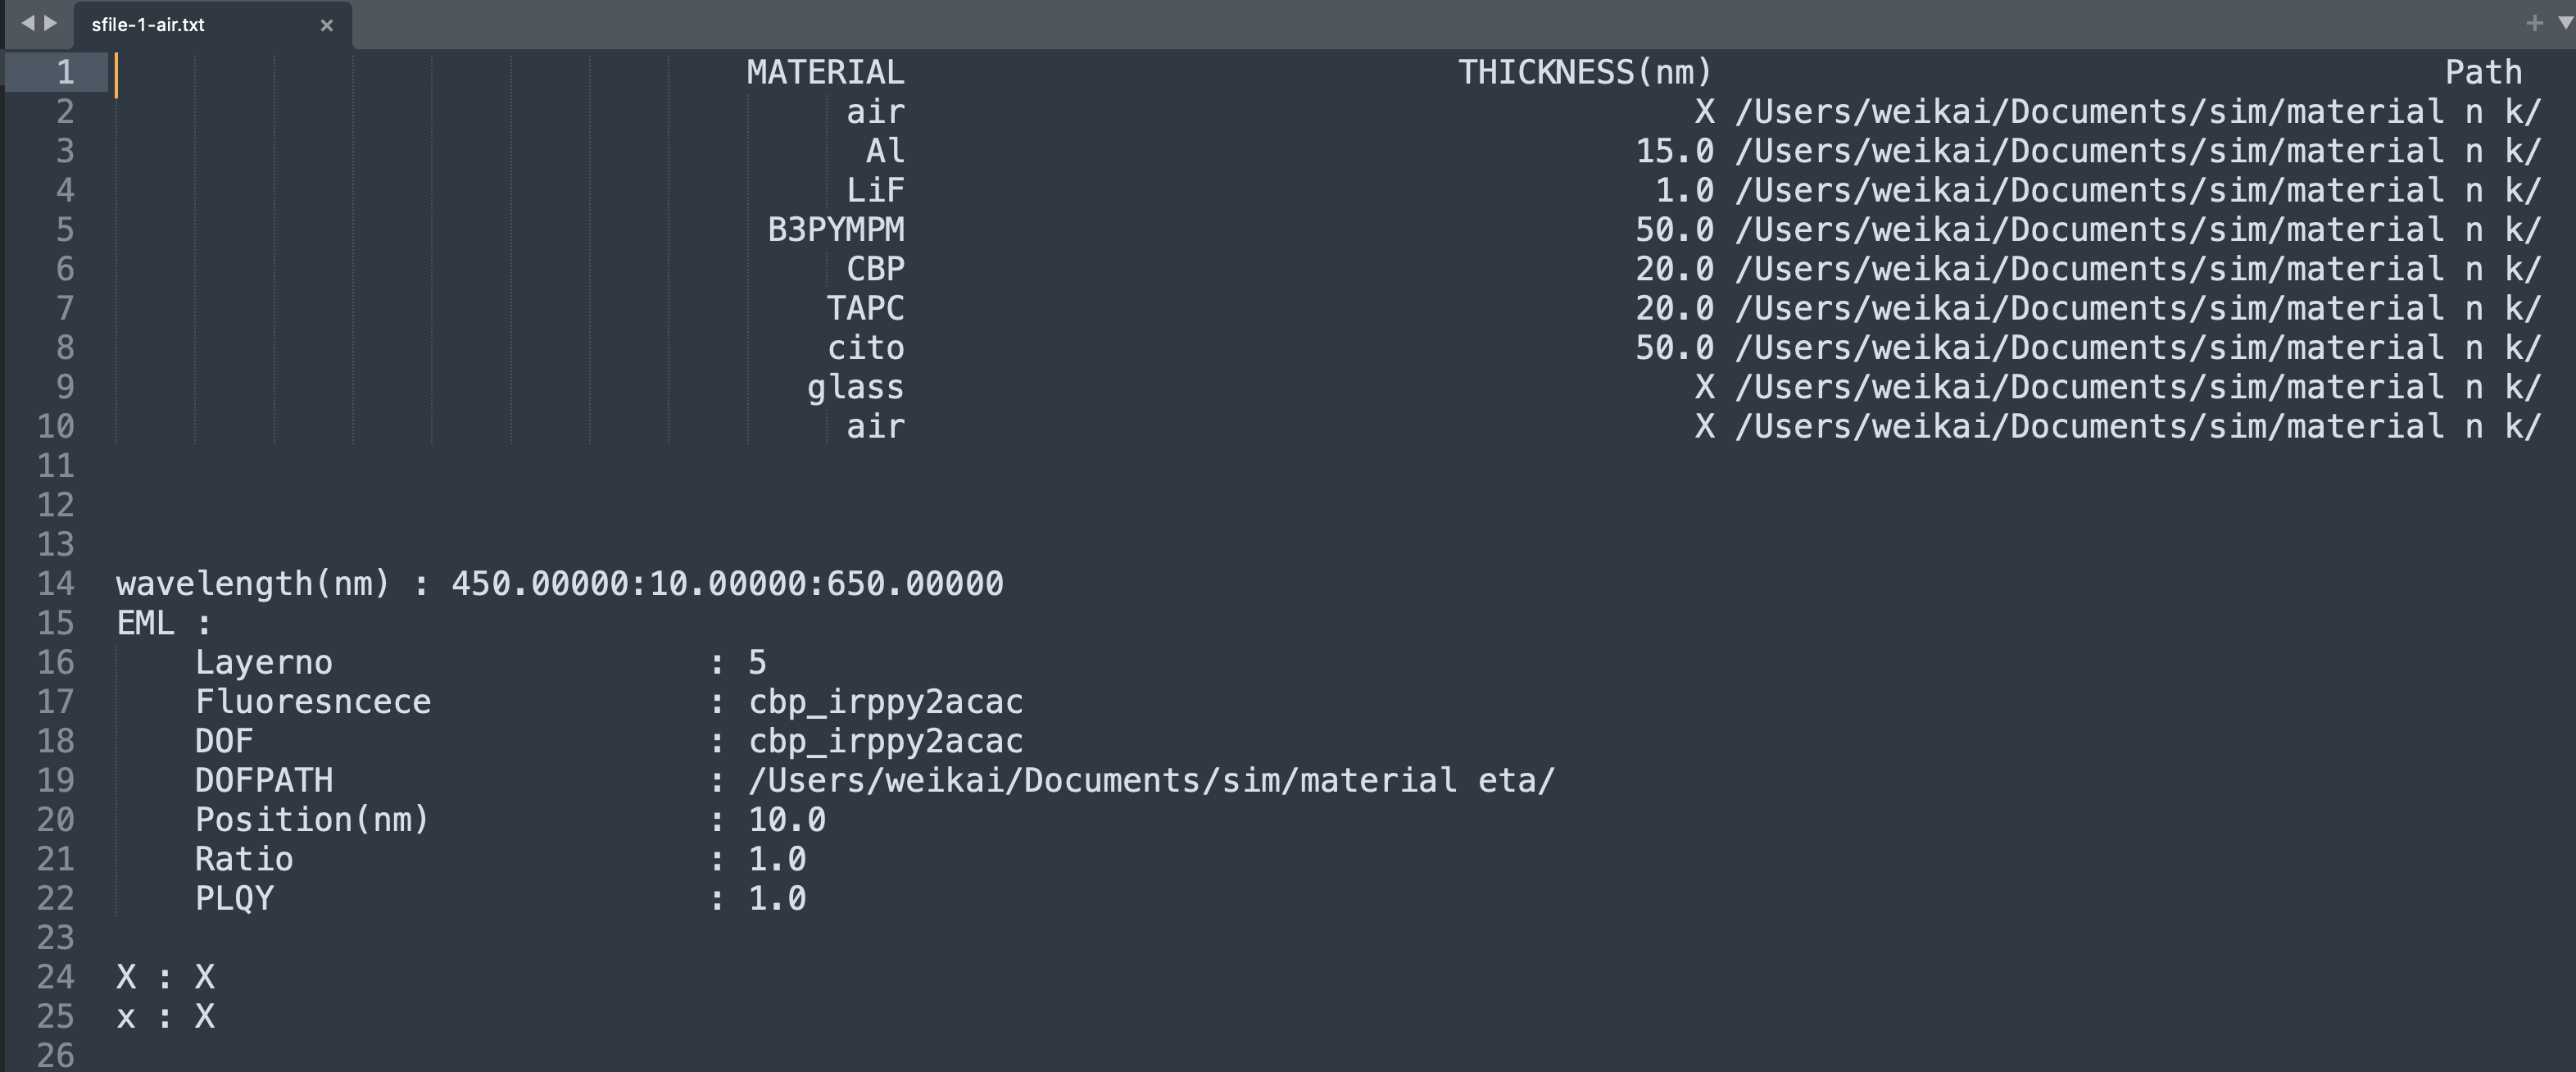 sfile-1-air.txt
1 MATERIAL THICKNESS(nm) Path
2 air X /Users/weikai/Documents/sim/material n k/
3 Al 15.0 /Users/weikai/Documents/sim/material n k/
4 LiF 1.0 /Users/weikai/Documents/sim/material n k/
5 B3PYMPM 50.0 /Users/weikai/Documents/sim/material n k/
6 CBP 20.0 /Users/weikai/Documents/sim/material n k/
7 TAPC 20.0 /Users/weikai/Documents/sim/material n k/
8 cito 50.0 /Users/weikai/Documents/sim/material n k/
9 glass X /Users/weikai/Documents/sim/material n k/
10 air X /Users/weikai/Documents/sim/material n k/
11
12
13
14 wavelength(nm) : 450.00000:10.00000:650.00000
15 EML :
16 Layerno : 5
17 Fluoresncece : cbp_irppy2acac
18 DOF : cbp_irppy2acac
19 DOFPATH : /Users/weikai/Documents/sim/material eta/
20 Position(nm) : 10.0
21 Ratio : 1.0
22 PLQY : 1.0
23
24 X : X
25 x : X
26